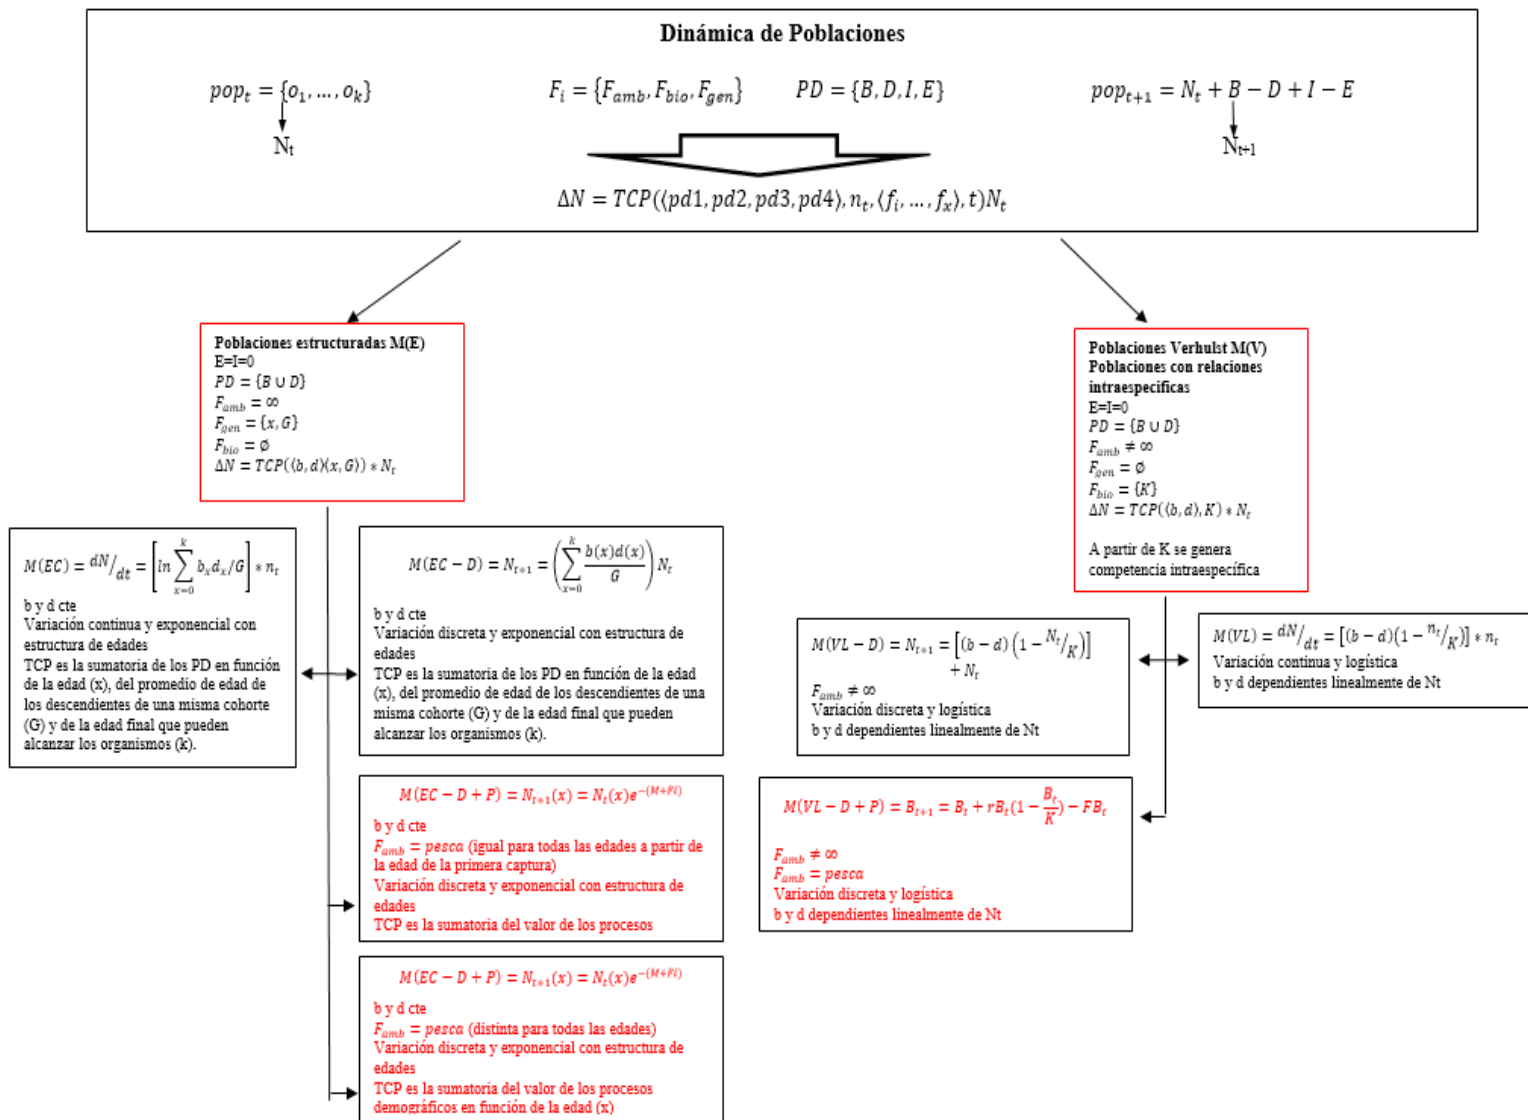 Dinámica de Poblaciones
pop_t = {o_1, …, o_k}
N_t
F_i = {F_amb, F_bio, F_gen}    PD = {B, D, I, E}
pop_{t+1} = N_t + B − D + I − E
N_{t+1}
ΔN = TCP(⟨pd1, pd2, pd3, pd4⟩, n_t, ⟨f_i, …, f_x⟩, t)N_t
Poblaciones estructuradas M(E)
E=I=0
PD = {B ∪ D}
F_amb = ∞
F_gen = {x, G}
F_bio = ∅
ΔN = TCP(⟨b, d⟩⟨x, G⟩) * N_t
Poblaciones Verhulst M(V)
Poblaciones con relaciones
intraespecificas
E=I=0
PD = {B ∪ D}
F_amb ≠ ∞
F_gen = ∅
F_bio = {K}
ΔN = TCP(⟨b, d⟩, K) * N_t
A partir de K se genera
competencia intraespecífica
M(EC) = dN/dt = [ln ∑_{x=0}^{k} b_x d_x/G] * n_t
b y d cte
Variación continua y exponencial con
estructura de edades
TCP es la sumatoria de los PD en función
de la edad (x), del promedio de edad de
los descendientes de una misma cohorte
(G) y de la edad final que pueden
alcanzar los organismos (k).
M(EC − D) = N_{t+1} = (∑_{x=0}^{k} b(x)d(x)/G) N_t
b y d cte
Variación discreta y exponencial con estructura de
edades
TCP es la sumatoria de los PD en función de la edad
(x), del promedio de edad de los descendientes de una
misma cohorte (G) y de la edad final que pueden
alcanzar los organismos (k).
M(VL − D) = N_{t+1} = [(b − d)(1 − N_t/K)]
+ N_t
F_amb ≠ ∞
Variación discreta y logística
b y d dependientes linealmente de Nt
M(VL) = dN/dt = [(b − d)(1 − n_t/K)] * n_t
Variación continua y logística
b y d dependientes linealmente de Nt
M(EC − D + P) = N_{t+1}(x) = N_t(x)e^{−(M+Fi)}
b y d cte
F_amb = pesca (igual para todas las edades a partir de
la edad de la primera captura)
Variación discreta y exponencial con estructura de
edades
TCP es la sumatoria del valor de los procesos
M(VL − D + P) = B_{t+1} = B_t + rB_t(1 − B_t/K) − FB_t
F_amb ≠ ∞
F_amb = pesca
Variación discreta y logística
b y d dependientes linealmente de Nt
M(EC − D + P) = N_{t+1}(x) = N_t(x)e^{−(M+Fi)}
b y d cte
F_amb = pesca (distinta para todas las edades)
Variación discreta y exponencial con estructura de
edades
TCP es la sumatoria del valor de los procesos
demográficos en función de la edad (x)